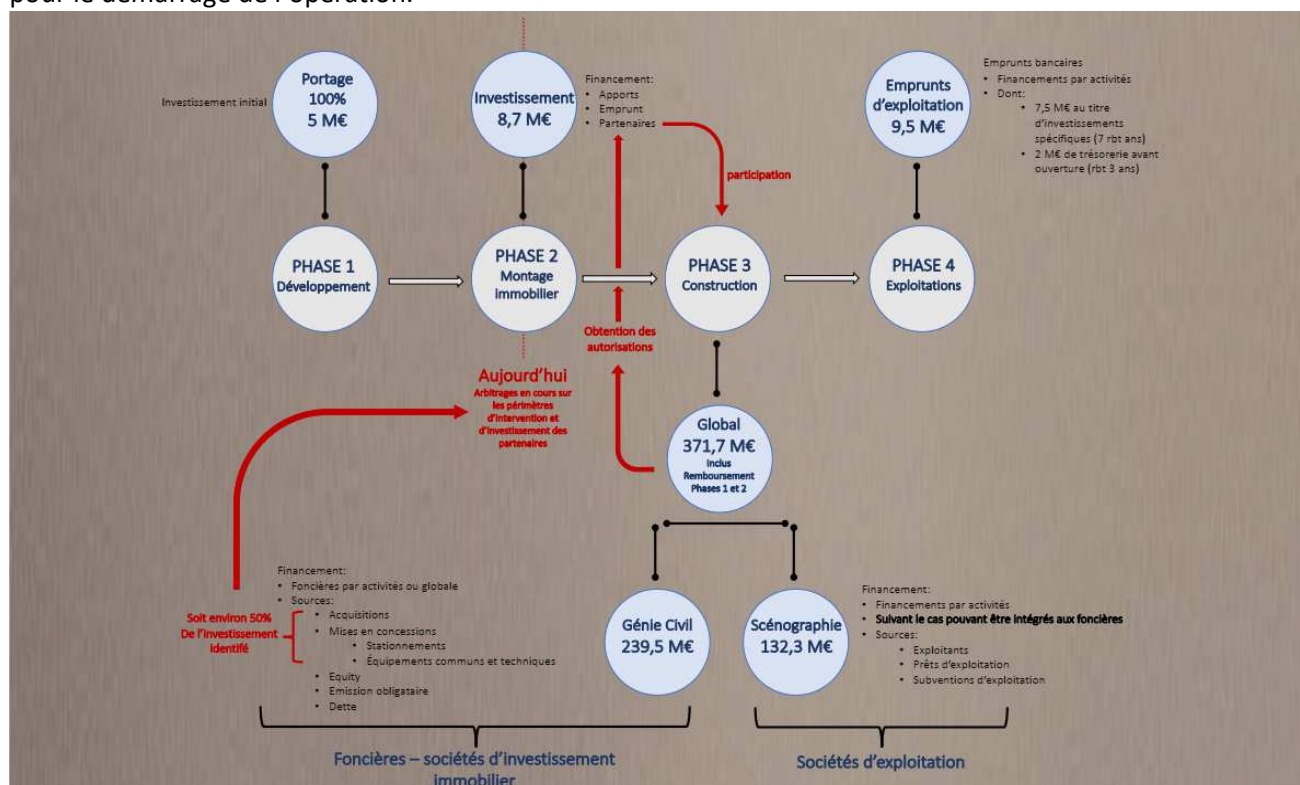 pour le démarrage de l'opération.
Investissement initial
Portage
100%
5 M€
Investissement
8,7 M€
Financement:
• Apports
• Emprunt
• Partenaires
participation
Emprunts
d'exploitation
9,5 M€
Emprunts bancaires
• Financements par activités
• Dont:
• 7,5 M€ au titre
d'investissements
spécifiques (7 rbt ans)
• 2 M€ de trésorerie avant
ouverture (rbt 3 ans)
PHASE 1
Développement
PHASE 2
Montage
immobilier
PHASE 3
Construction
PHASE 4
Exploitations
Obtention des
autorisations
Aujourd'hui
Arbitrages en cours sur
les périmètres
d'intervention et
d'investissement des
partenaires
Global
371,7 M€
Inclus
Remboursement
Phases 1 et 2
Soit environ 50%
De l'investissement
identifé
Financement:
• Foncières par activités ou globale
• Sources:
• Acquisitions
• Mises en concessions
• Stationnements
• Équipements communs et techniques
• Equity
• Emission obligataire
• Dette
Génie Civil
239,5 M€
Scénographie
132,3 M€
Financement:
• Financements par activités
• Suivant le cas pouvant être intégrés aux foncières
• Sources:
• Exploitants
• Prêts d'exploitation
• Subventions d'exploitation
Foncières – sociétés d'investissement
immobilier
Sociétés d'exploitation